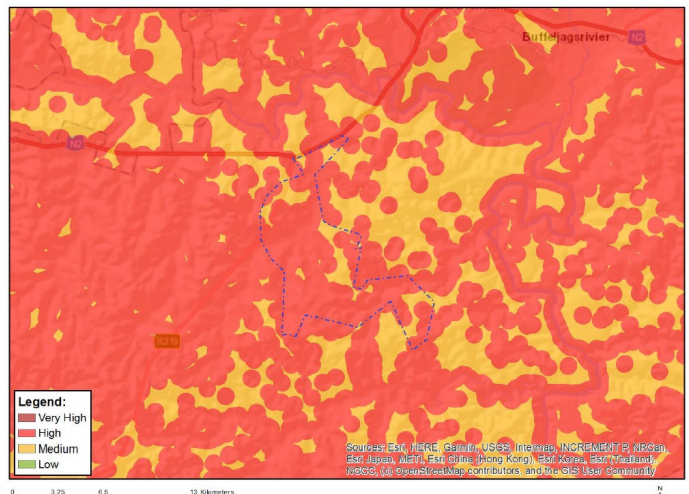 Buffeljagsrivier N2
N2
R319
Legend:
Very High
High
Medium
Low
Sources: Esri, HERE, Garmin, USGS, Intermap, INCREMENT P, NRCan,
Esri Japan, METI, Esri China (Hong Kong), Esri Korea, Esri (Thailand),
NGCC, (c) OpenStreetMap contributors, and the GIS User Community
0 3.25 6.5 13 Kilometers
N